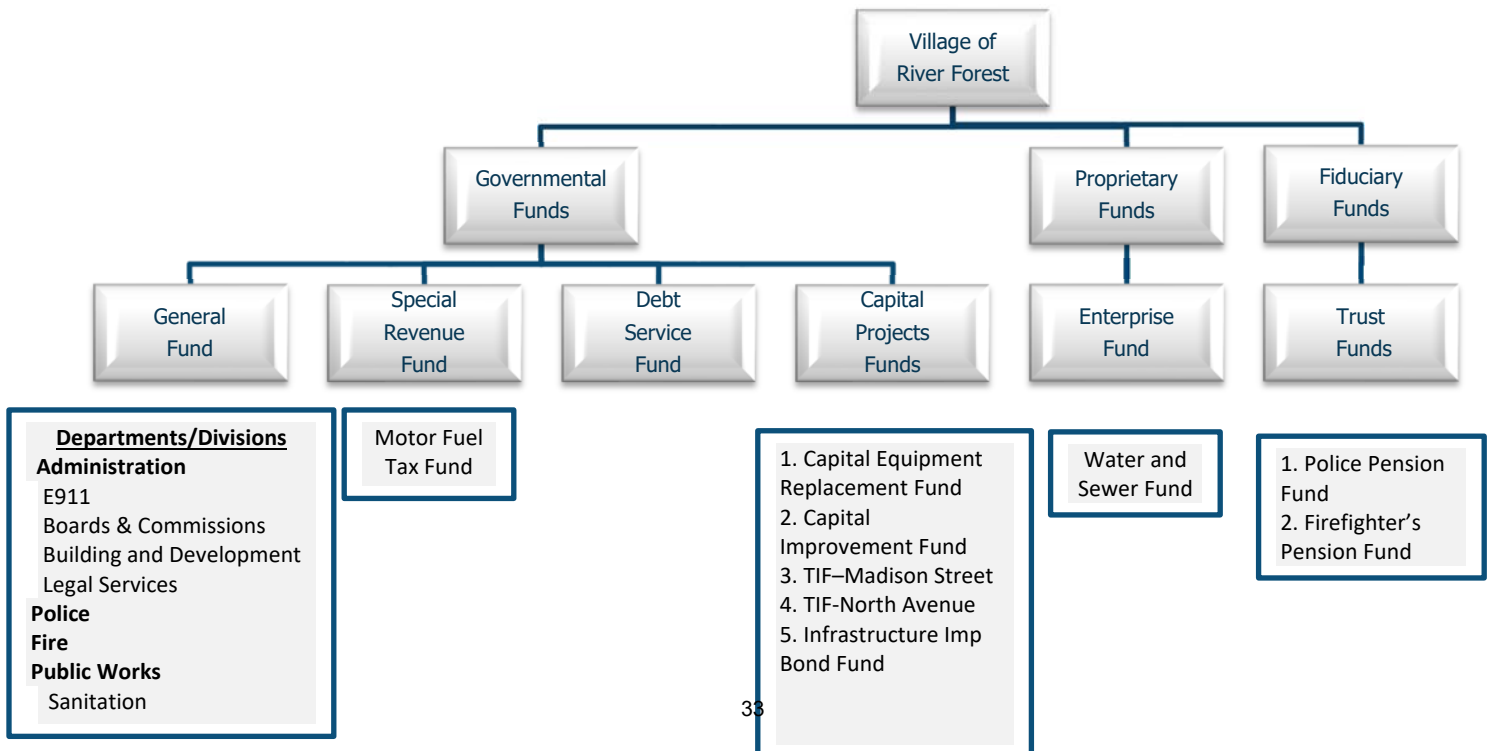 Village of
River Forest
Governmental
Funds
Proprietary
Funds
Fiduciary
Funds
General
Fund
Special
Revenue
Fund
Debt
Service
Fund
Capital
Projects
Funds
Enterprise
Fund
Trust
Funds
Departments/Divisions
Administration
E911
Boards & Commissions
Building and Development
Legal Services
Police
Fire
Public Works
Sanitation
Motor Fuel
Tax Fund
1. Capital Equipment
Replacement Fund
2. Capital
Improvement Fund
3. TIF–Madison Street
4. TIF-North Avenue
5. Infrastructure Imp
Bond Fund
Water and
Sewer Fund
1. Police Pension
Fund
2. Firefighter’s
Pension Fund
33